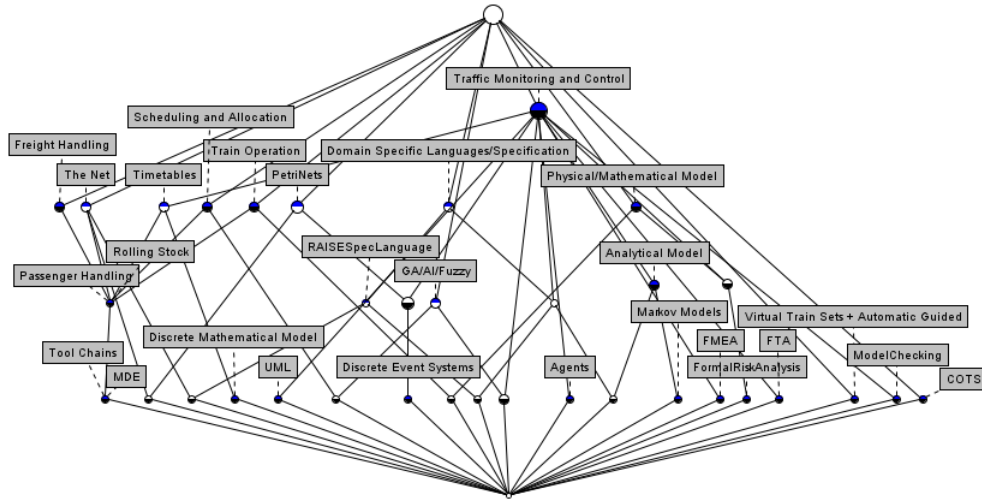 Traffic Monitoring and Control
Scheduling and Allocation
Freight Handling
Train Operation
Domain Specific Languages/Specification
The Net
Timetables
PetriNets
Physical/Mathematical Model
RAISESpecLanguage
Rolling Stock
Analytical Model
Passenger Handling
GA/AI/Fuzzy
Markov Models
Virtual Train Sets + Automatic Guided
Discrete Mathematical Model
FMEA
FTA
Tool Chains
ModelChecking
MDE
UML
Discrete Event Systems
Agents
FormalRiskAnalysis
COTS